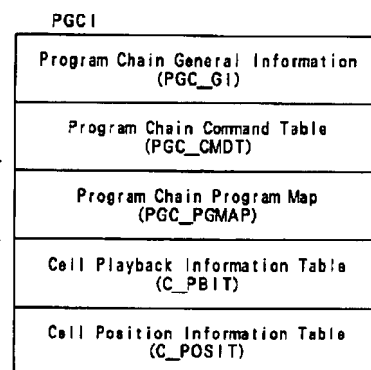 PGCI
Program Chain General Information
(PGC_GI)
Program Chain Command Table
(PGC_CMDT)
Program Chain Program Map
(PGC_PGMAP)
Cell Playback Information Table
(C_PBIT)
Cell Position Information Table
(C_POSIT)